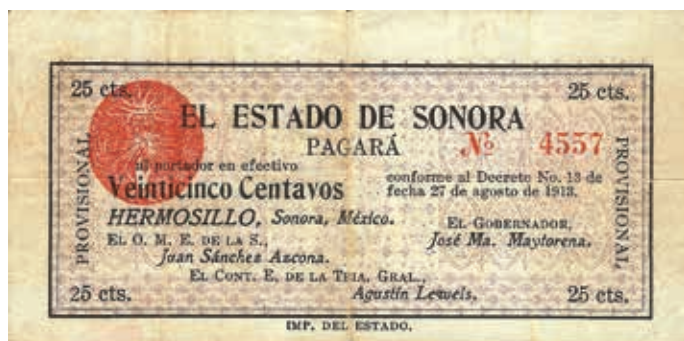 25 cts. 25 cts.
EL ESTADO DE SONORA
PAGARÁ № 4557
PROVISIONAL
al portador en efectivo
Veinticinco Centavos
conforme al Decreto No. 13 de
fecha 27 de agosto de 1913.
PROVISIONAL
HERMOSILLO, Sonora, México.
EL O. M. E. DE LA S.,
Juan Sánchez Azcona.
EL GOBERNADOR,
José Ma. Maytorena.
EL CONT. E. DE LA TRIA. GRAL.,
Agustín Lewels.
25 cts. 25 cts.
IMP. DEL ESTADO.